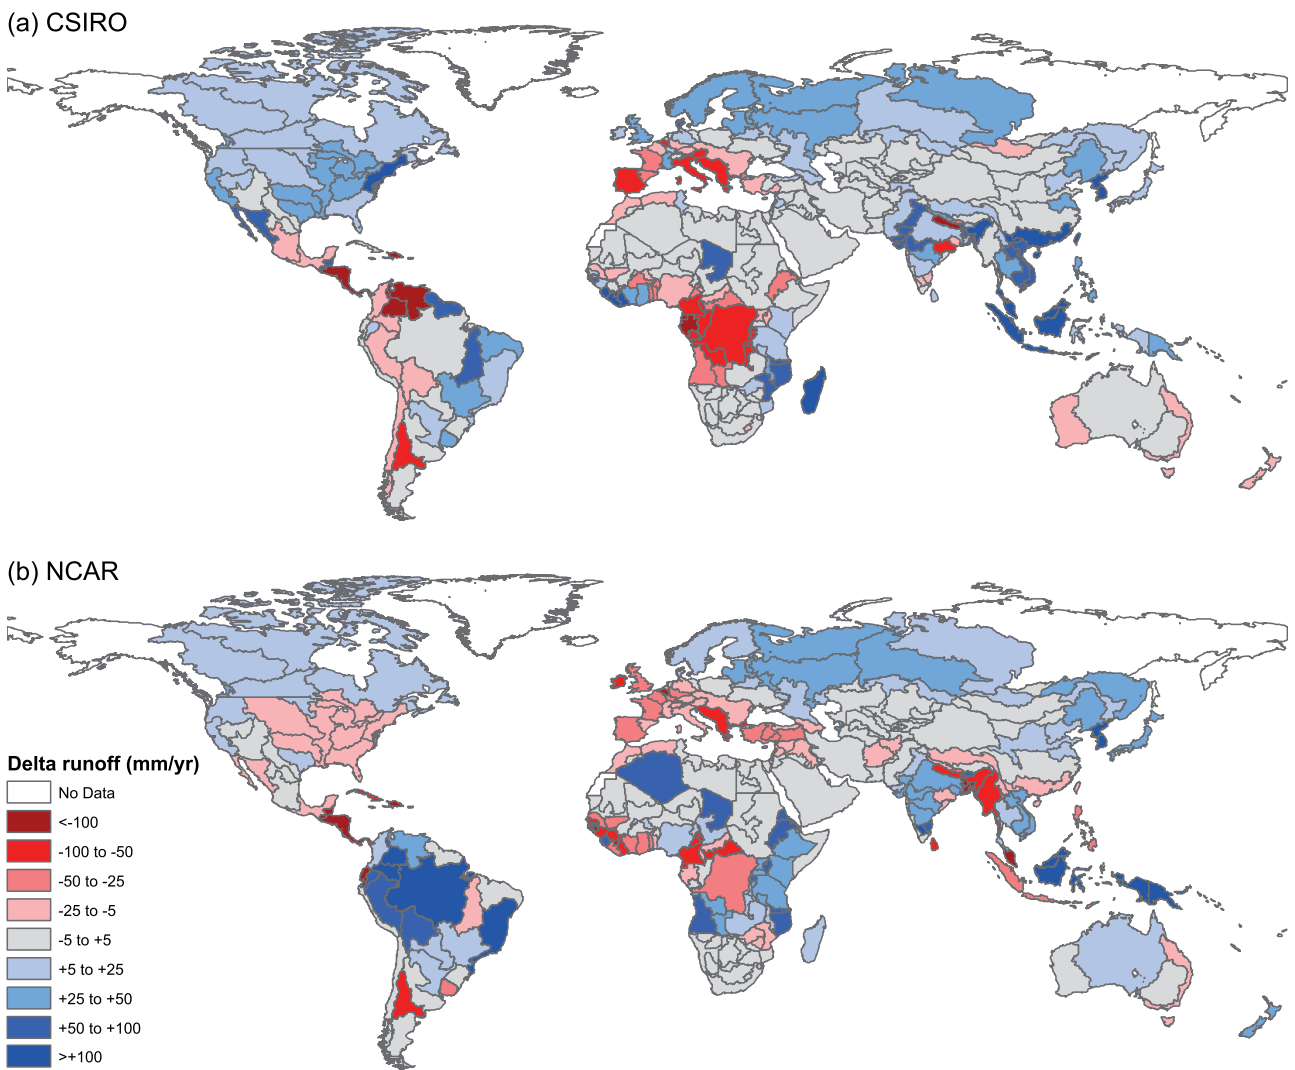 (a) CSIRO
(b) NCAR
Delta runoff (mm/yr)
No Data
<-100
-100 to -50
-50 to -25
-25 to -5
-5 to +5
+5 to +25
+25 to +50
+50 to +100
>+100